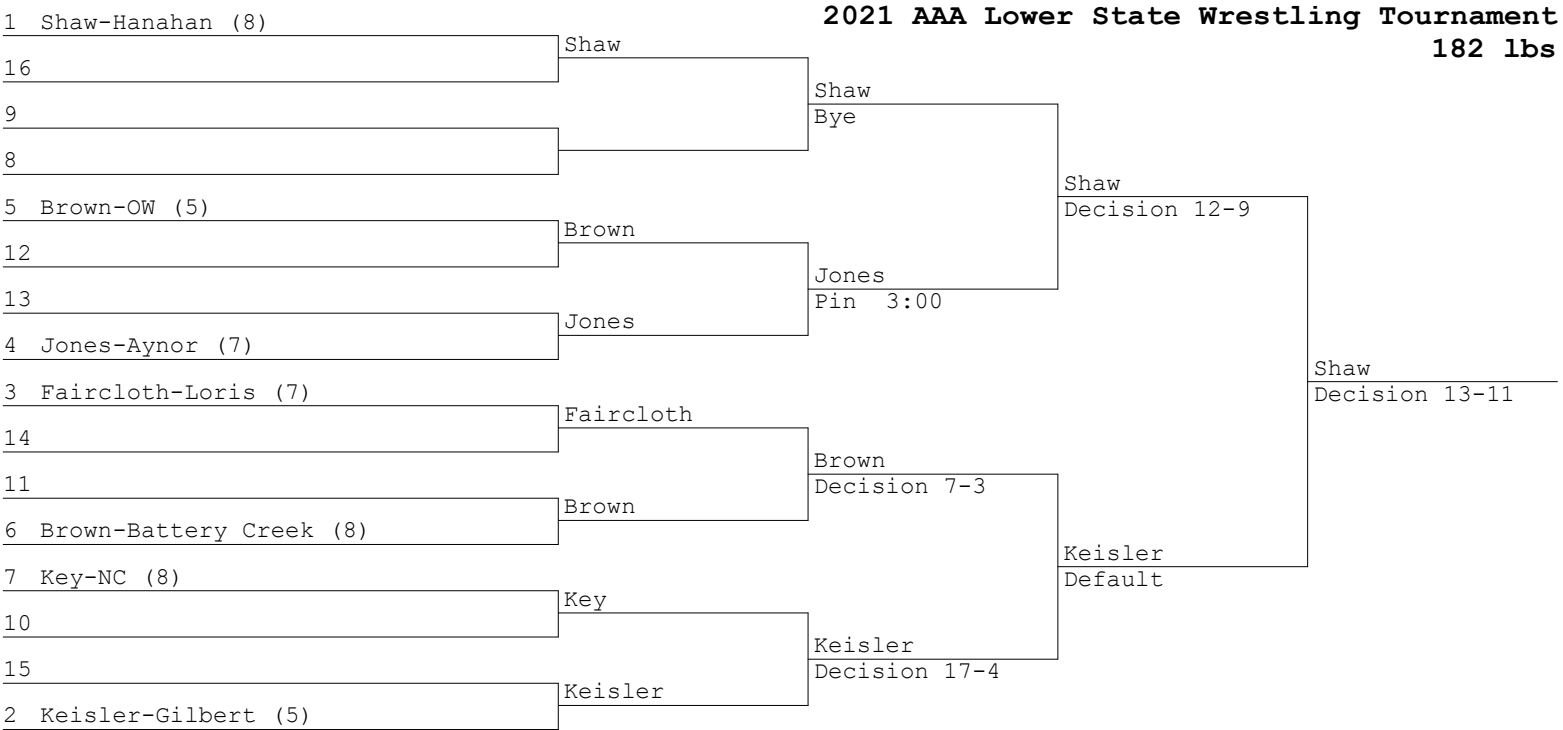 2021 AAA Lower State Wrestling Tournament
182 lbs
1 Shaw-Hanahan (8)
16
9
8
5 Brown-OW (5)
12
13
4 Jones-Aynor (7)
3 Faircloth-Loris (7)
14
11
6 Brown-Battery Creek (8)
7 Key-NC (8)
10
15
2 Keisler-Gilbert (5)
Shaw
Brown
Jones
Faircloth
Brown
Key
Keisler
Shaw
Bye
Jones
Pin 3:00
Brown
Decision 7-3
Keisler
Decision 17-4
Shaw
Decision 12-9
Keisler
Default
Shaw
Decision 13-11